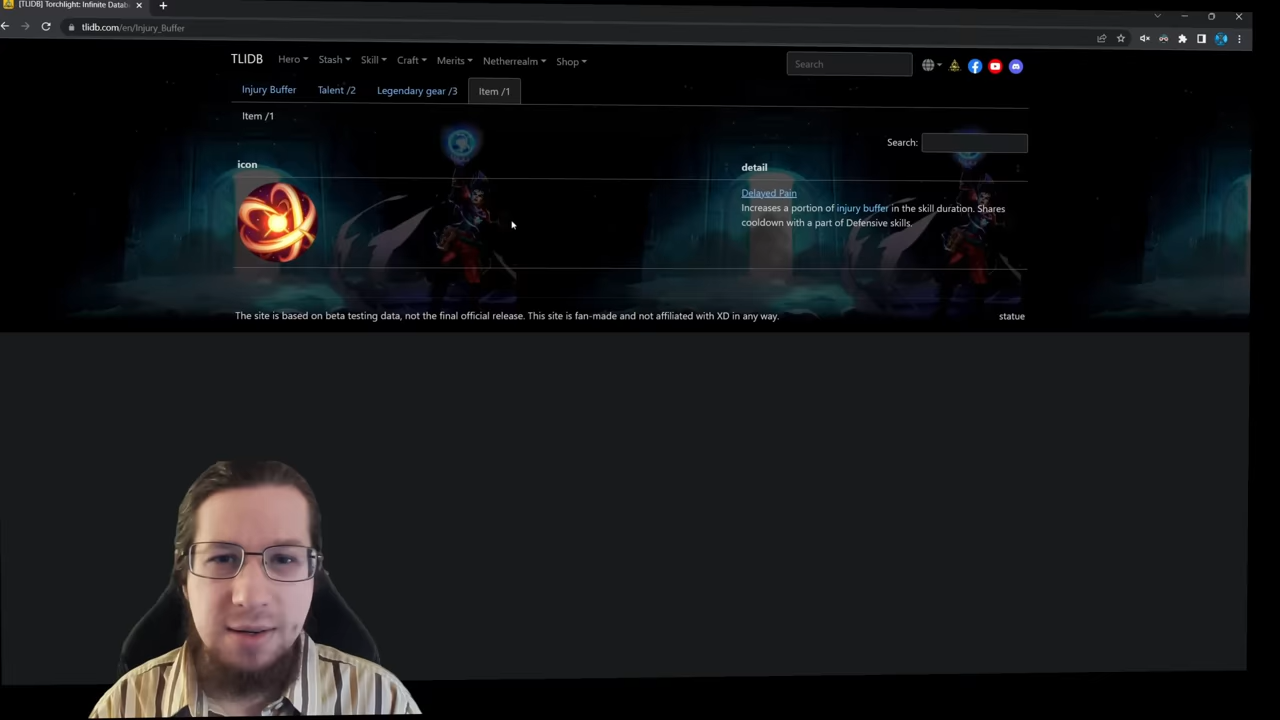 [TLIDB] Torchlight: Infinite Datab
tlidb.com/en/Injury_Buffer
TLIDB Hero Stash Skill Craft Merits Netherrealm Shop Search
Injury Buffer Talent /2 Legendary gear /3 Item /1
Item /1
Search:
icon detail
Delayed Pain
Increases a portion of injury buffer in the skill duration. Shares
cooldown with a part of Defensive skills.
The site is based on beta testing data, not the final official release. This site is fan-made and not affiliated with XD in any way. statue